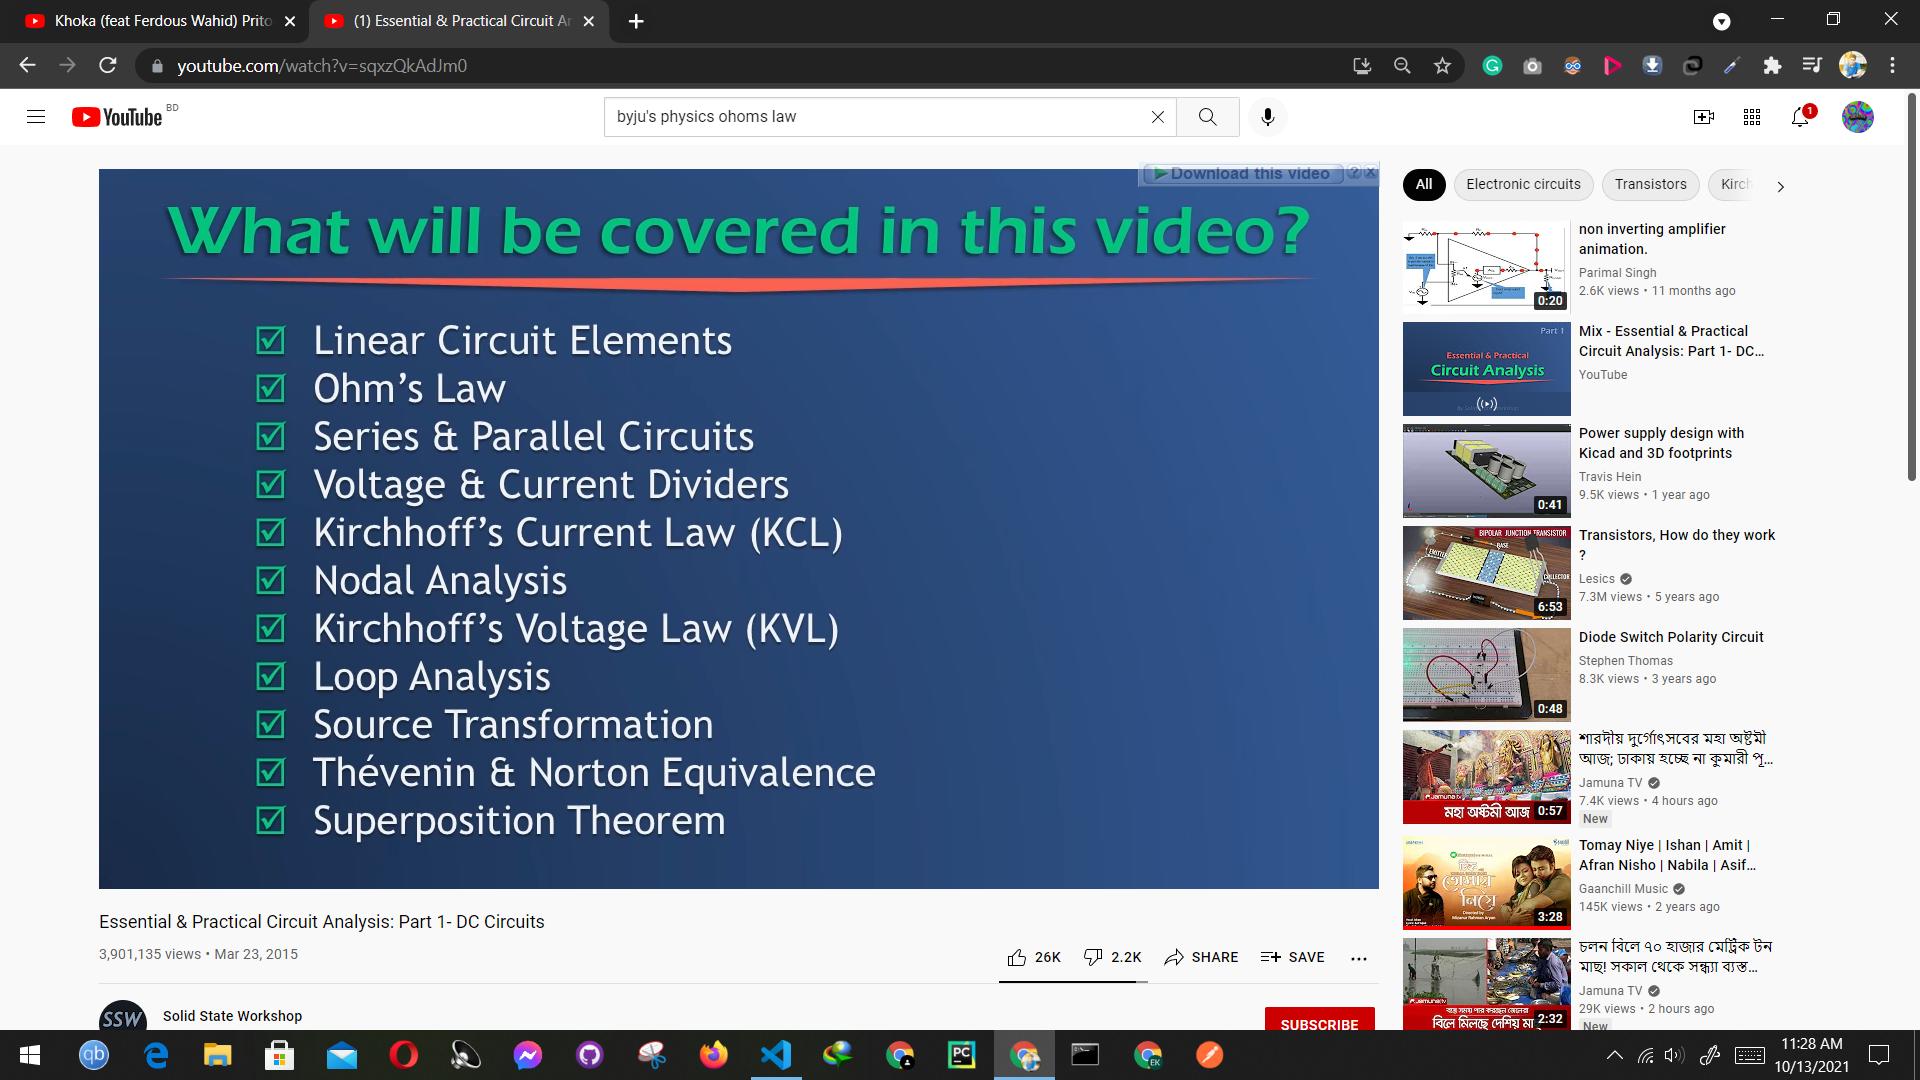 Khoka (feat Ferdous Wahid) Prito
(1) Essential & Practical Circuit Ar
youtube.com/watch?v=sqxzQkAdJm0
YouTube BD
byju's physics ohoms law
1
Download this video ? x
What will be covered in this video?
Linear Circuit Elements
Ohm's Law
Series & Parallel Circuits
Voltage & Current Dividers
Kirchhoff's Current Law (KCL)
Nodal Analysis
Kirchhoff's Voltage Law (KVL)
Loop Analysis
Source Transformation
Thévenin & Norton Equivalence
Superposition Theorem
Essential & Practical Circuit Analysis: Part 1- DC Circuits
3,901,135 views • Mar 23, 2015
26K 2.2K SHARE SAVE
SSW
Solid State Workshop
SUBSCRIBE
All Electronic circuits Transistors Kirch
0:20
non inverting amplifier
animation.
Parimal Singh
2.6K views • 11 months ago
Part 1
Essential & Practical
Circuit Analysis
Mix - Essential & Practical
Circuit Analysis: Part 1- DC...
YouTube
0:41
Power supply design with
Kicad and 3D footprints
Travis Hein
9.5K views • 1 year ago
BIPOLAR JUNCTION TRANSISTOR
BASE
EMITTER
COLLECTOR
6:53
Transistors, How do they work
?
Lesics
7.3M views • 5 years ago
0:48
Diode Switch Polarity Circuit
Stephen Thomas
8.3K views • 3 years ago
Jamuna.tv
মহা অষ্টমী আজ 0:57
শারদীয় দুর্গোৎসবের মহা অষ্টমী
আজ; ঢাকায় হচ্ছে না কুমারী পূ...
Jamuna TV
7.4K views • 4 hours ago
New
তোমায় নিয়ে
Directed by
3:28
Tomay Niye | Ishan | Amit |
Afran Nisho | Nabila | Asif...
Gaanchill Music
145K views • 2 years ago
Jamuna.tv
বিলে মিলছে দেশিয় মা 2:32
চলন বিলে ৭০ হাজার মেট্রিক টন
মাছ! সকাল থেকে সন্ধ্যা ব্যস্ত...
Jamuna TV
29K views • 2 hours ago
New
qb
PC
EK
11:28 AM
10/13/2021